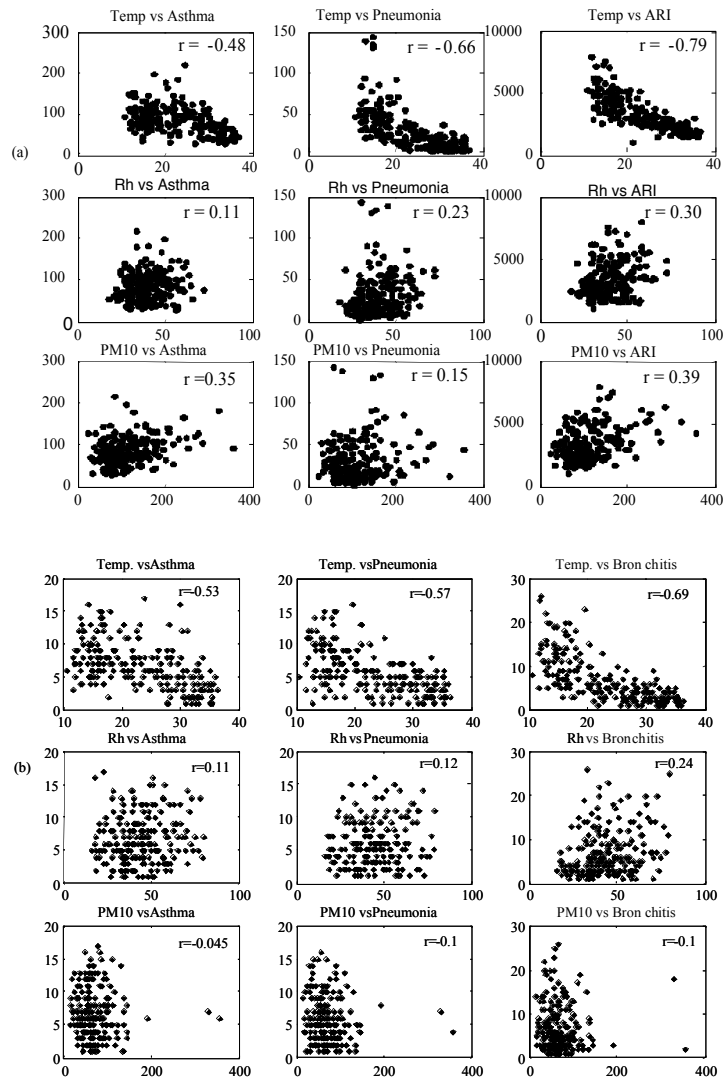 Temp vs Asthma Temp vs Pneumonia Temp vs ARI
300 150 10000
r = -0.48 r = -0.66 r = -0.79
200 100
100 50 5000
(a)
0 0 0
0 20 40 0 20 40 0 20 40
Rh vs Asthma Rh vs Pneumonia Rh vs ARI
300 150 10000
r = 0.11 r = 0.23 r = 0.30
200 100
100 50 5000
0 0 0
0 50 100 0 50 100 0 50 100
PM10 vs Asthma PM10 vs Pneumonia PM10 vs ARI
300 150 10000
r =0.35 r = 0.15 r = 0.39
200 100
100 50 5000
0 0 0
0 200 400 0 200 400 0 200 400
Temp. vsAsthma Temp. vsPneumonia Temp. vs Bron chitis
20 20 30
r=-0.53 r=-0.57 r=-0.69
15 15 20
10 10
5 5 10
0 0 0
10 20 30 40 10 20 30 40 10 20 30 40
Rh vsAsthma Rh vsPneumonia Rh vs Bronchitis
20 20 30
(b) r=0.11 r=0.12 r=0.24
15 15 20
10 10
5 5 10
0 0 0
0 50 100 0 50 100 0 50 100
PM10 vsAsthma PM10 vsPneumonia PM10 vs Bron chitis
20 20 30
r=-0.045 r=-0.1 r=-0.1
15 15 20
10 10
5 5 10
0 0 0
0 200 400 0 200 400 0 200 400